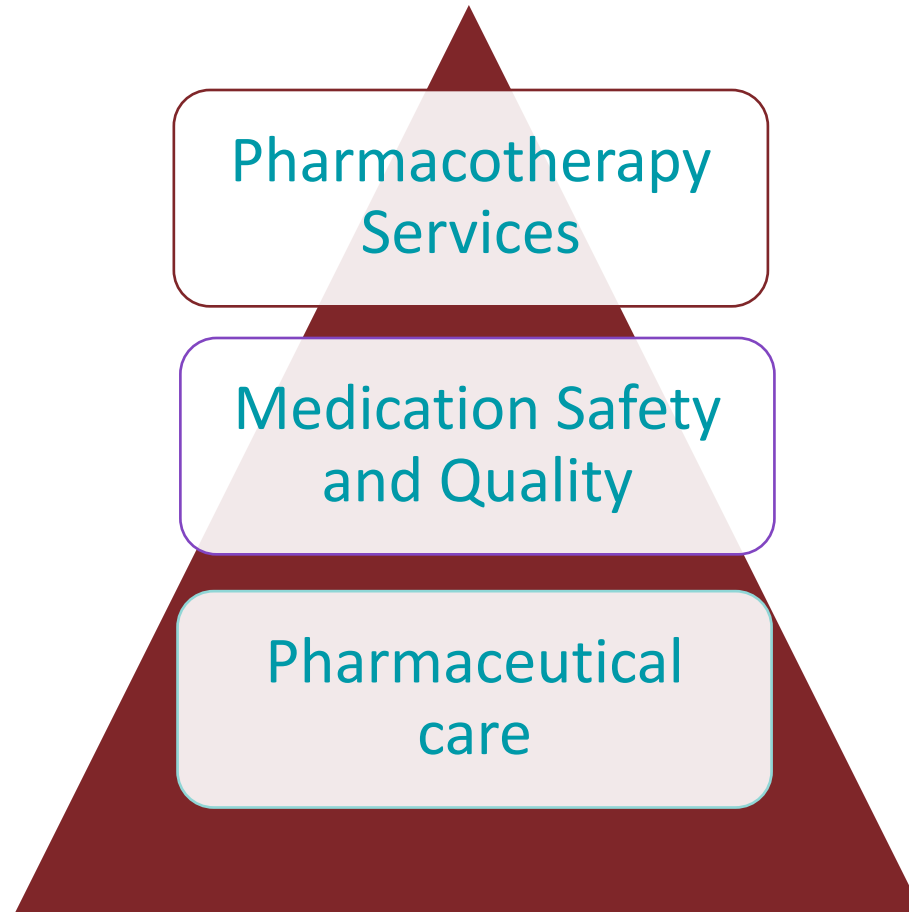 Pharmacotherapy
Services
Medication Safety
and Quality
Pharmaceutical
care